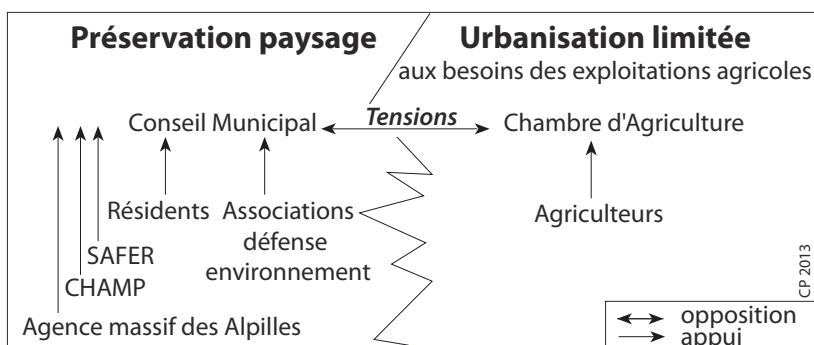 Préservation paysage
Urbanisation limitée
aux besoins des exploitations agricoles
Conseil Municipal
Tensions
Chambre d'Agriculture
Résidents
Associations
défense
environnement
Agriculteurs
SAFER
CHAMP
Agence massif des Alpilles
CP 2013
opposition
appui